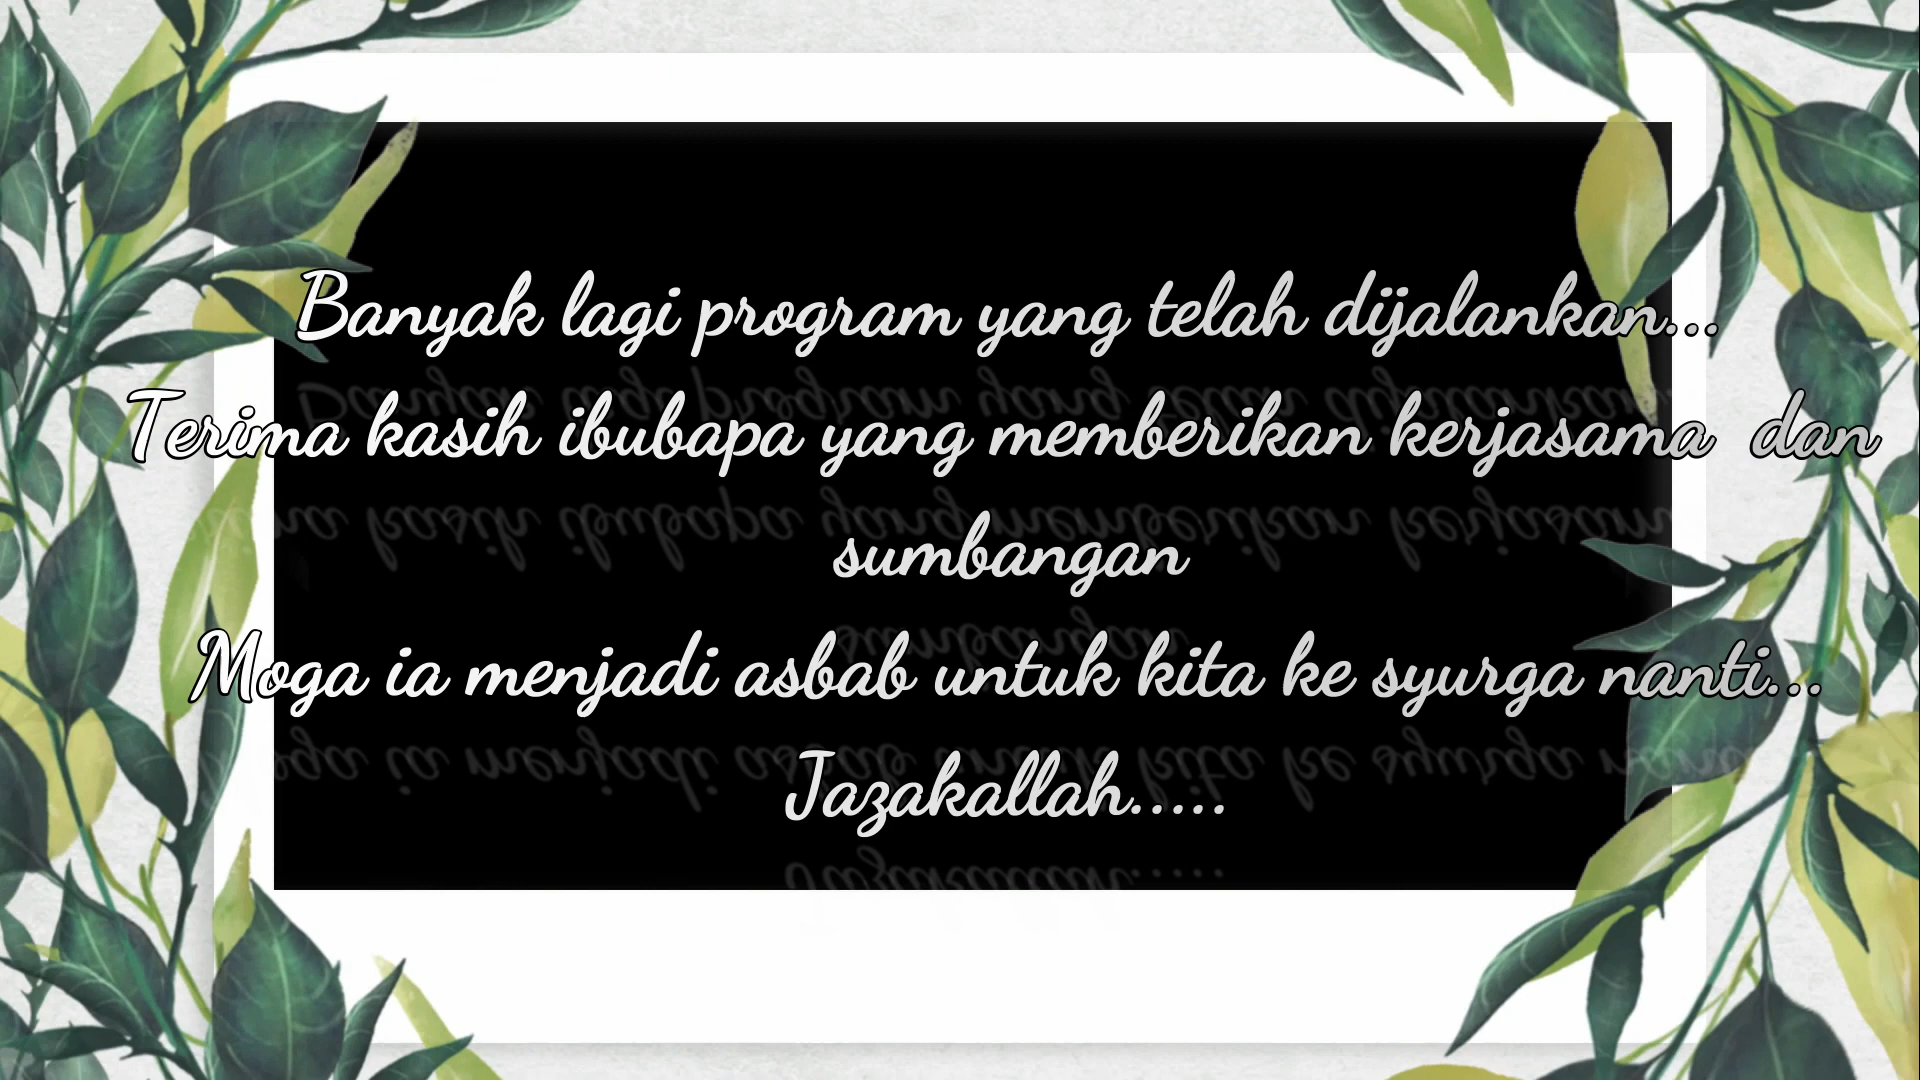 Banyak lagi program yang telah dijalankan...
Terima kasih ibubapa yang memberikan kerjasama  dan
sumbangan
Moga ia menjadi asbab untuk kita ke syurga nanti...
Jazakallah.....